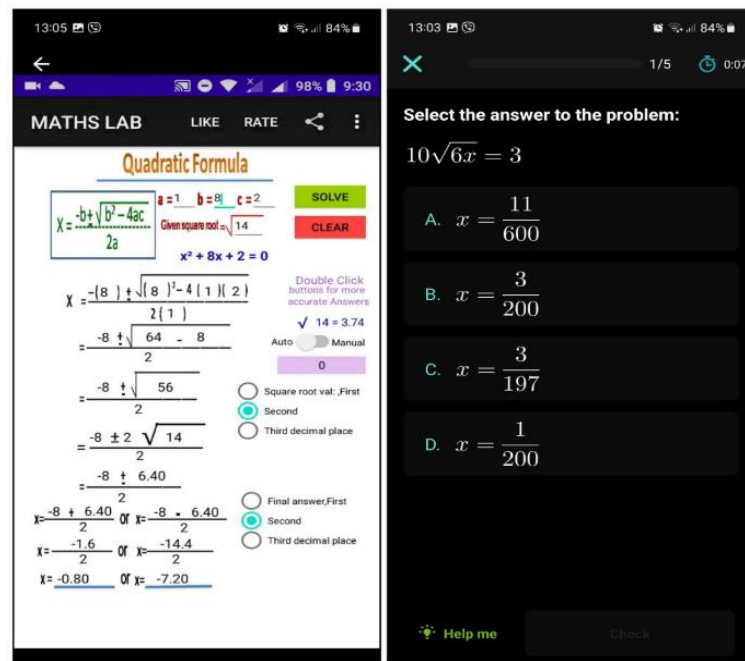 13:05 84%
98% 9:30
MATHS LAB LIKE RATE
Quadratic Formula
X = -b±√b²-4ac / 2a
a = 1 b = 8 c = 2
Given square root = √14
SOLVE
CLEAR
x² + 8x + 2 = 0
X = -(8) ± √(8)² - 4(1)(2) / 2(1)
Double Click
buttons for more
accurate Answers
= -8 ± √64 - 8 / 2
√ 14 = 3.74
Auto Manual
0
= -8 ± √56 / 2
Square root val: ,First
Second
Third decimal place
= -8 ±2 √14 / 2
= -8 ± 6.40 / 2
Final answer,First
Second
Third decimal place
x= -8 + 6.40 / 2 Or x= -8 - 6.40 / 2
x= -1.6 / 2 Or x= -14.4 / 2
x= -0.80 Or x= -7.20
13:03 84%
1/5 0:07
Select the answer to the problem:
10√6x = 3
A. x = 11/600
B. x = 3/200
C. x = 3/197
D. x = 1/200
Help me Check